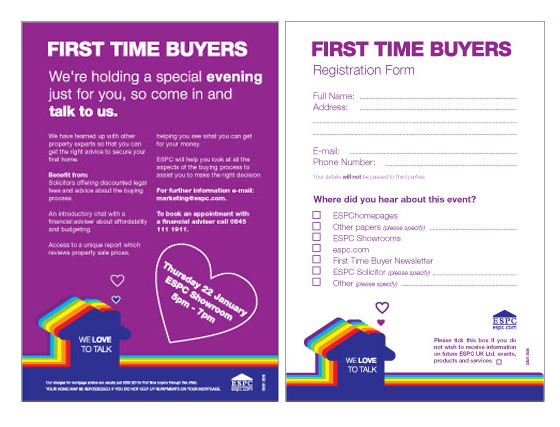 FIRST TIME BUYERS
We're holding a special evening
just for you, so come in and
talk to us.
We have teamed up with other
property experts so that you can
get the right advice to secure your
first home.
Benefit from:
Solicitors offering discounted legal
fees and advice about the buying
process.
An introductory chat with a
financial adviser about affordability
and budgeting.
Access to a unique report which
reviews property sale prices,
helping you see what you can get
for your money.
ESPC will help you look at all the
aspects of the buying process to
assist you to make the right decision.
For further information e-mail:
marketing@espc.com.
To book an appointment with
a financial adviser call 0845
111 1911.
Thursday 22 January
ESPC Showroom
5pm - 7pm
WE LOVE
TO TALK
YOUR HOME MAY BE REPOSSESSED IF YOU DO NOT KEEP UP REPAYMENTS ON YOUR MORTGAGE.
ESPC
espc.com
FIRST TIME BUYERS
Registration Form
Full Name:
Address:
E-mail:
Phone Number:
Your details will not be passed to third parties
Where did you hear about this event?
ESPChomepages
Other papers (please specify)
ESPC Showrooms
espc.com
First Time Buyer Newsletter
ESPC Solicitor (please specify)
Other (please specify)
WE LOVE
TO TALK
ESPC
espc.com
Please tick this box if you do
not wish to receive information
on future ESPC UK Ltd. events,
products and services